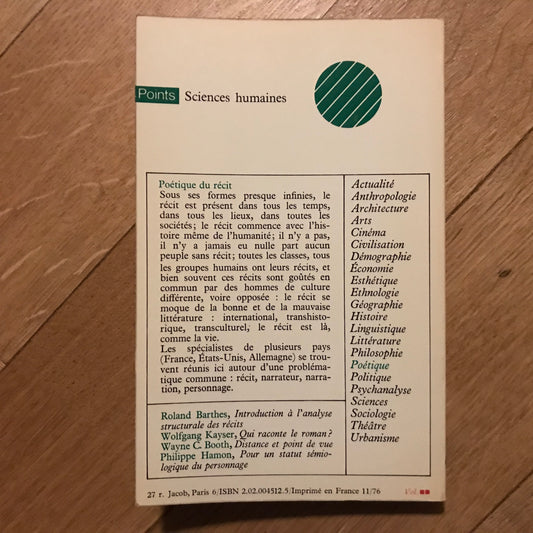 Points Sciences humaines
Poétique du récit
Sous ses formes presque infinies, le
récit est présent dans tous les temps,
dans tous les lieux, dans toutes les
sociétés; le récit commence avec l'his-
toire même de l'humanité; il n'y a pas,
il n'y a jamais eu nulle part aucun
peuple sans récit; toutes les classes, tous
les groupes humains ont leurs récits, et
bien souvent ces récits sont goûtés en
commun par des hommes de culture
différente, voire opposée : le récit se
moque de la bonne et de la mauvaise
littérature : international, transhisto-
rique, transculturel, le récit est là,
comme la vie.
Les spécialistes de plusieurs pays
(France, États-Unis, Allemagne) se trou-
vent réunis ici autour d'une probléma-
tique commune : récit, narrateur, narra-
tion, personnage.
Roland Barthes, Introduction à l'analyse
structurale des récits
Wolfgang Kayser, Qui raconte le roman?
Wayne C. Booth, Distance et point de vue
Philippe Hamon, Pour un statut sémio-
logique du personnage
Actualité
Anthropologie
Architecture
Arts
Cinéma
Civilisation
Démographie
Économie
Esthétique
Ethnologie
Géographie
Histoire
Linguistique
Littérature
Philosophie
Poétique
Politique
Psychanalyse
Sciences
Sociologie
Théâtre
Urbanisme
27 r. Jacob, Paris 6/ISBN 2.02.004512.5/Imprimé en France 11/76 Vol.